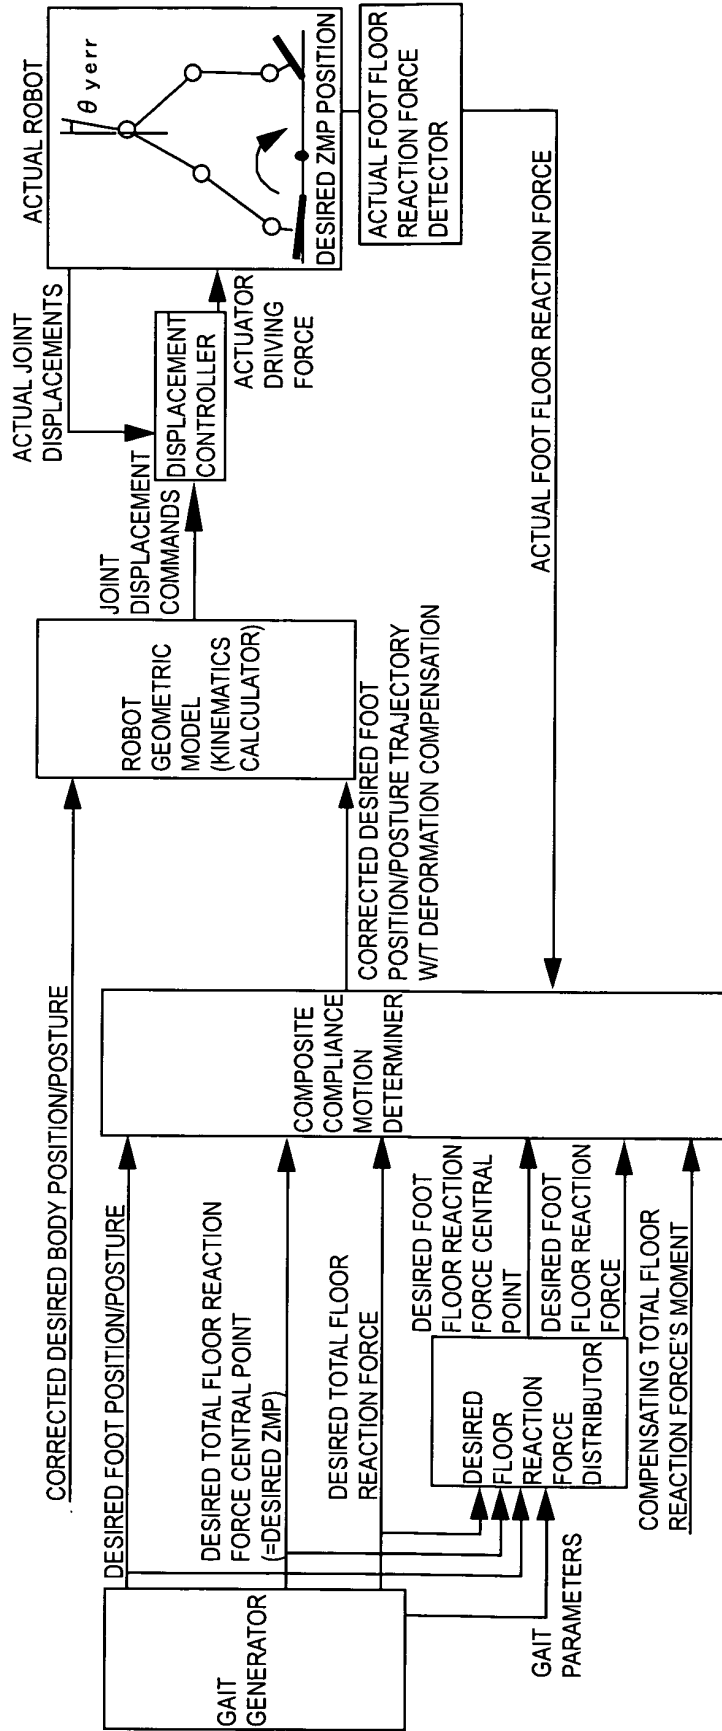 GAIT
GENERATOR
CORRECTED DESIRED BODY POSITION/POSTURE
DESIRED FOOT POSITION/POSTURE
DESIRED TOTAL FLOOR REACTION
FORCE CENTRAL POINT
(=DESIRED ZMP)
DESIRED TOTAL FLOOR
REACTION FORCE
GAIT
PARAMETERS
DESIRED
FLOOR
REACTION
FORCE
DISTRIBUTOR
DESIRED FOOT
FLOOR REACTION
FORCE CENTRAL
POINT
DESIRED FOOT
FLOOR REACTION
FORCE
COMPENSATING TOTAL FLOOR
REACTION FORCE'S MOMENT
COMPOSITE
COMPLIANCE
MOTION
DETERMINER
CORRECTED DESIRED FOOT
POSITION/POSTURE TRAJECTORY
W/T DEFORMATION COMPENSATION
ROBOT
GEOMETRIC
MODEL
(KINEMATICS
CALCULATOR)
JOINT
DISPLACEMENT
COMMANDS
DISPLACEMENT
CONTROLLER
ACTUAL JOINT
DISPLACEMENTS
ACTUATOR
DRIVING
FORCE
ACTUAL ROBOT
θ yerr
DESIRED ZMP POSITION
ACTUAL FOOT FLOOR
REACTION FORCE
DETECTOR
ACTUAL FOOT FLOOR REACTION FORCE